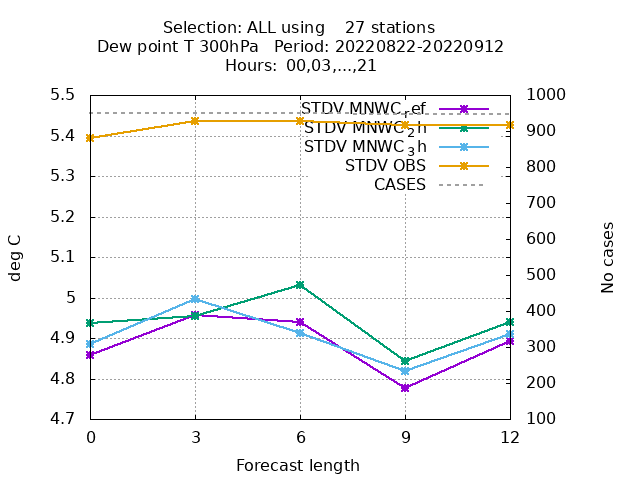 Selection: ALL using 27 stations
Dew point T 300hPa Period: 20220822-20220912
Hours: 00,03,...,21
5.5
5.4
5.3
5.2
5.1
5
4.9
4.8
4.7
1000
900
800
700
600
500
400
300
200
100
STDV MNWC_ref
STDV MNWC_2h
STDV MNWC_3h
STDV OBS
CASES
deg C
No cases
0 3 6 9 12
Forecast length